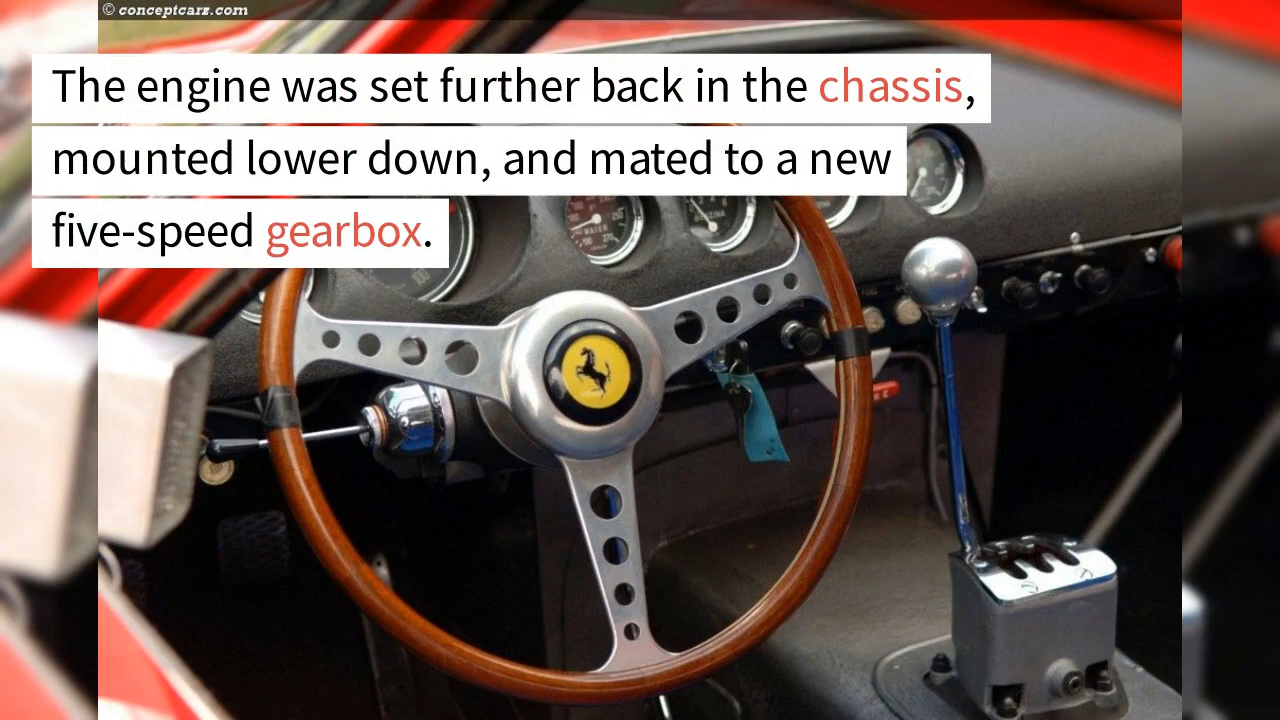 © conceptcarz.com
The engine was set further back in the chassis,
mounted lower down, and mated to a new
five-speed gearbox.
WATER